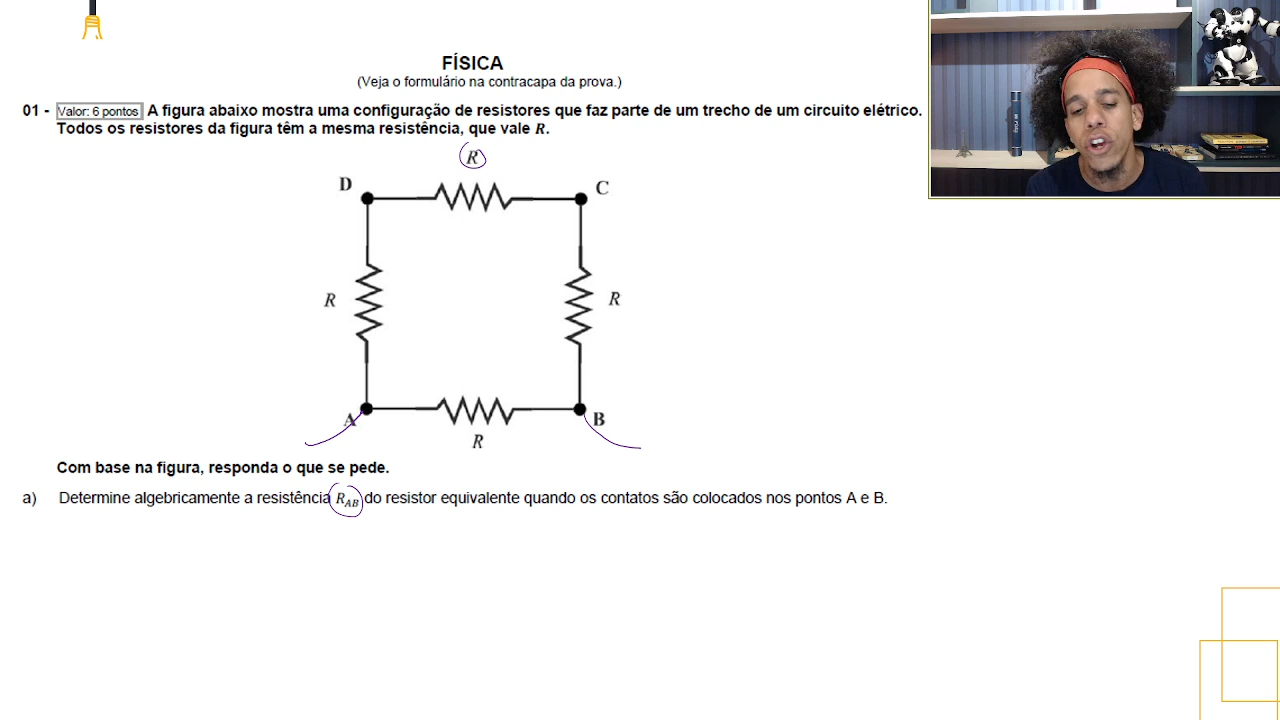 FÍSICA
(Veja o formulário na contracapa da prova.)
01 - Valor: 6 pontos A figura abaixo mostra uma configuração de resistores que faz parte de um trecho de um circuito elétrico.
Todos os resistores da figura têm a mesma resistência, que vale R.
R
D
C
R
R
A
B
R
Com base na figura, responda o que se pede.
a) Determine algebricamente a resistência R_AB do resistor equivalente quando os contatos são colocados nos pontos A e B.